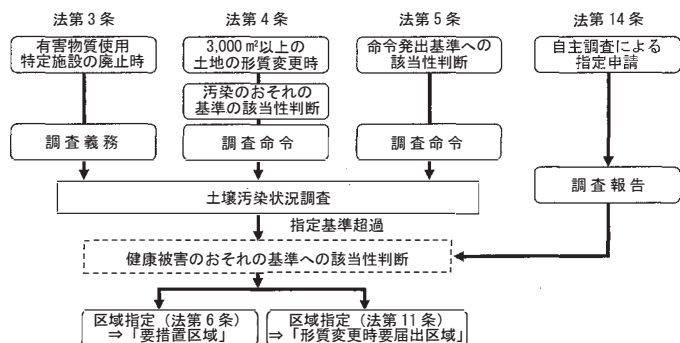 法第3条
法第4条
法第5条
法第14条
有害物質使用
特定施設の廃止時
3,000㎡以上の
土地の形質変更時
命令発出基準への
該当性判断
自主調査による
指定申請
汚染のおそれの
基準の該当性判断
調査義務
調査命令
調査命令
調査報告
土壌汚染状況調査
指定基準超過
健康被害のおそれの基準への該当性判断
区域指定（法第6条）
⇒「要措置区域」
区域指定（法第11条）
⇒「形質変更時要届出区域」